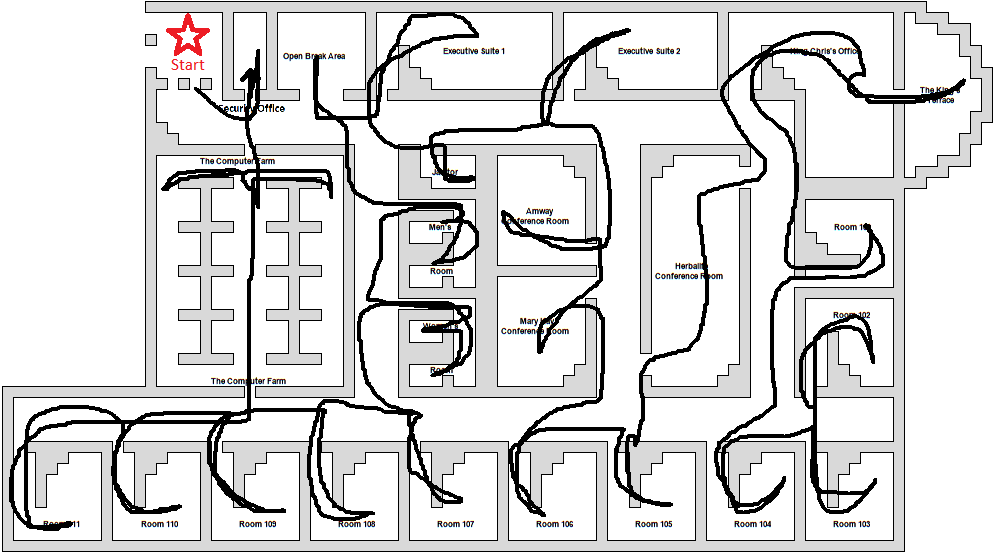 Start
Open Break Area
Executive Suite 1
Executive Suite 2
King Chris's Office
The King's
Terrace
Security Office
The Computer Farm
Janitor
Men's
Room
Amway
Conference Room
Room
Herbalife
Conference Room
Room 102
Mary Kay
Conference Room
Women's
Room
The Computer Farm
Room
Room 110
Room 109
Room 108
Room 107
Room 106
Room 105
Room 104
Room 103